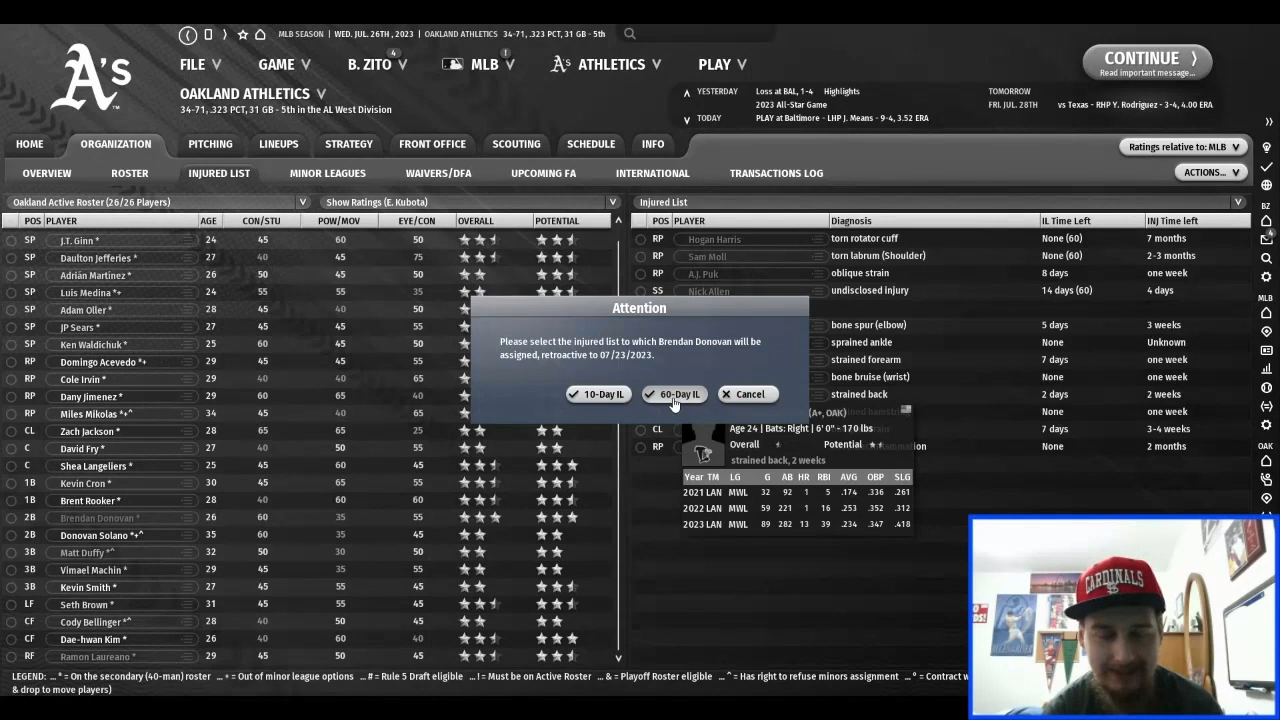 MLB SEASON | WED. JUL. 26TH , 2023 | OAKLAND ATHLETICS 34-71, .323 PCT, 31 GB - 5th
A's
FILE GAME B. ZITO 4 MLB ! A's ATHLETICS PLAY
CONTINUE
Read important message...
OAKLAND ATHLETICS
34-71, .323 PCT, 31 GB - 5th in the AL West Division
YESTERDAY Loss at BAL, 1-4 Highlights TOMORROW
2023 All-Star Game FRI. JUL. 28TH vs Texas - RHP Y. Rodriguez - 3-4, 4.00 ERA
TODAY PLAY at Baltimore - LHP J. Means - 9-4, 3.52 ERA
HOME ORGANIZATION PITCHING LINEUPS STRATEGY FRONT OFFICE SCOUTING SCHEDULE INFO Ratings relative to: MLB
OVERVIEW ROSTER INJURED LIST MINOR LEAGUES WAIVERS/DFA UPCOMING FA INTERNATIONAL TRANSACTIONS LOG ACTIONS...
Oakland Active Roster (26/26 Players) Show Ratings (E. Kubota) Injured List
POS PLAYER AGE CON/STU POW/MOV EYE/CON OVERALL POTENTIAL
SP J.T. Ginn * 24 45 60 50
SP Daulton Jefferies * 27 40 45 75
SP Adrián Martínez * 26 50 45 50
SP Luis Medina *+ 24 55 55 35
SP Adam Oller * 28 45 40 50
SP JP Sears * 27 45 45 55
SP Ken Waldichuk * 25 60 45 45
RP Domingo Acevedo *+ 29 45 45 55
RP Cole Irvin * 29 40 40 65
RP Dany Jimenez * 29 60 45 40
RP Miles Mikolas *+^ 34 45 40 65
CL Zach Jackson * 28 65 55 25
C David Fry * 27 45 50 45
C Shea Langeliers * 25 45 60 45
1B Kevin Cron * 30 45 65 45
1B Brent Rooker * 28 40 60 60
2B Brendan Donovan * 26 60 35 55
2B Donovan Solano *+^ 35 60 35 45
3B Matt Duffy *^ 32 50 30 50
3B Vimael Machin * 29 55 35 55
3B Kevin Smith * 27 45 55 45
LF Seth Brown * 31 45 55 45
CF Cody Bellinger *^ 28 40 50 45
CF Dae-hwan Kim * 26 40 60 40
RF Ramon Laureano * 29 45 50 45
POS PLAYER Diagnosis IL Time Left INJ Time left
RP Hogan Harris torn rotator cuff None (60) 7 months
RP Sam Moll torn labrum (Shoulder) None (60) 2-3 months
RP A.J. Puk oblique strain 8 days one week
SS Nick Allen undisclosed injury 14 days (60) 4 days
bone spur (elbow) 5 days 3 weeks
sprained ankle None Unknown
strained forearm 7 days one week
bone bruise (wrist) None one week
strained back 2 days 2 weeks
None one week
CL 7 days 3-4 weeks
RP None 2 months
Attention
Please select the injured list to which Brendan Donovan will be
assigned, retroactive to 07/23/2023.
10-Day IL 60-Day IL Cancel
(A+, OAK)
Age 24 | Bats: Right | 6' 0" - 170 lbs
Overall Potential
strained back, 2 weeks
Year TM LG G AB HR RBI AVG OBP SLG
2021 LAN MWL 32 92 1 5 .174 .336 .261
2022 LAN MWL 59 221 1 16 .253 .352 .312
2023 LAN MWL 89 282 13 39 .234 .347 .418
BZ
4
MLB
OAK
LEGEND: ... * = On the secondary (40-man) roster ... + = Out of minor league options ... # = Rule 5 Draft eligible ... ! = Must be on Active Roster ... & = Playoff Roster eligible ... ^ = Has right to refuse minors assignment ... ° = Contract w
& drop to move players)
CARDINALS